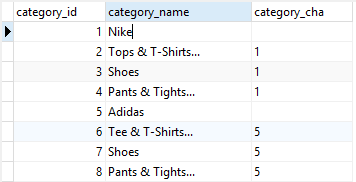 category_id category_name category_cha
1 Nike
2 Tops & T-Shirts... 1
3 Shoes 1
4 Pants & Tights... 1
5 Adidas
6 Tee & T-Shirts... 5
7 Shoes 5
8 Pants & Tights... 5